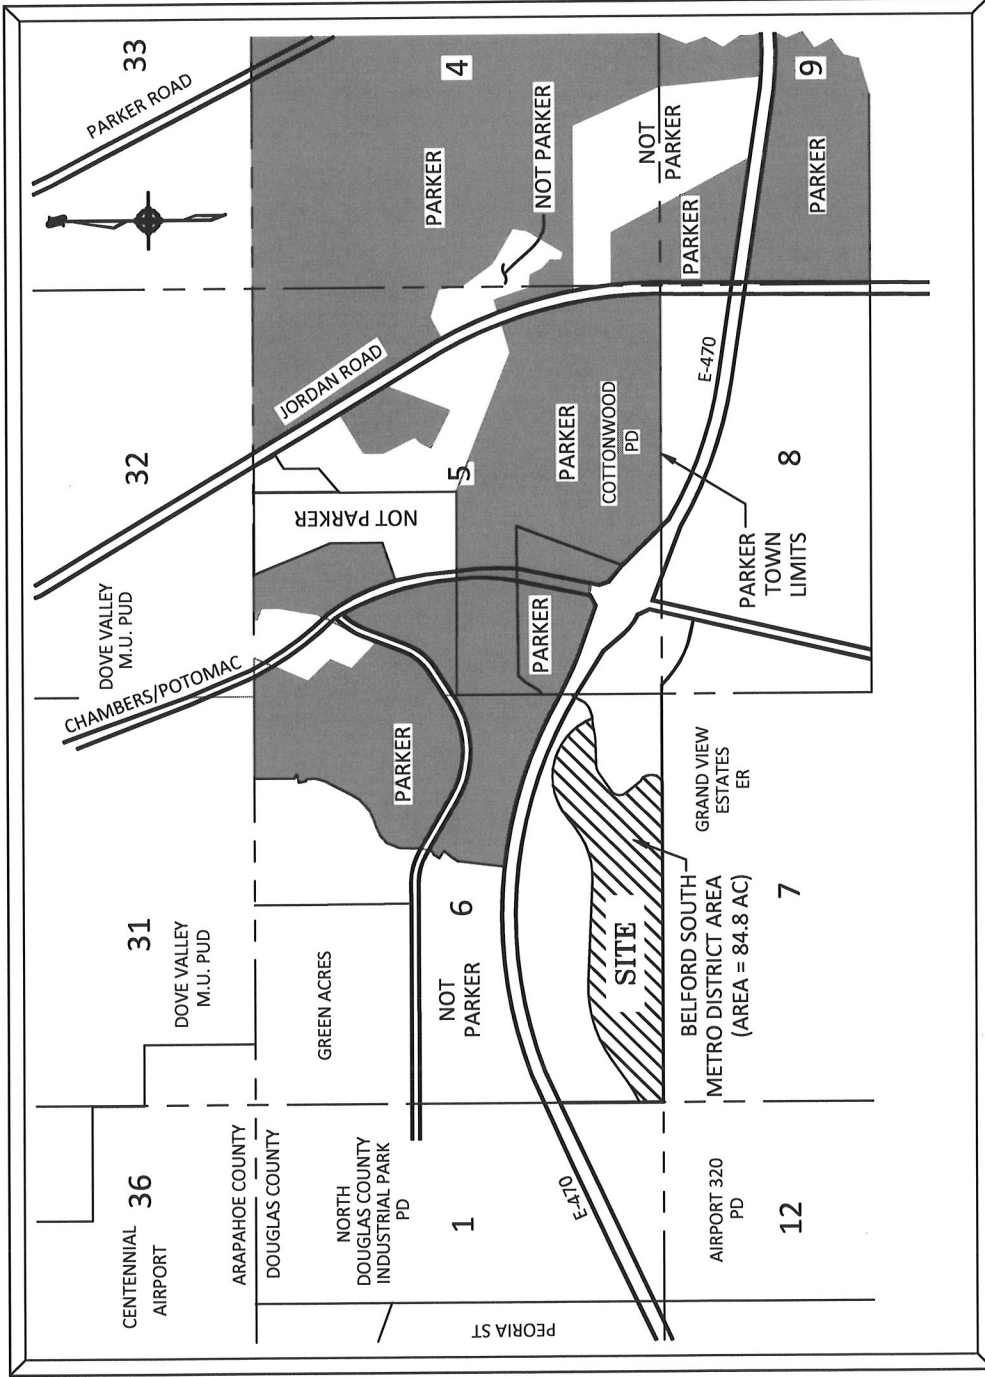 CENTENNIAL
AIRPORT
36
31
DOVE VALLEY
M.U. PUD
DOVE VALLEY
M.U. PUD
CHAMBERS/POTOMAC
32
33
PARKER ROAD
ARAPAHOE COUNTY
DOUGLAS COUNTY
NORTH
DOUGLAS COUNTY
INDUSTRIAL PARK
PD
GREEN ACRES
PARKER
NOT PARKER
JORDAN ROAD
PARKER
4
1
NOT
PARKER
6
5
NOT PARKER
PEORIA ST
E-470
SITE
PARKER
PARKER
COTTONWOOD
PD
PARKER
NOT
PARKER
E-470
AIRPORT 320
PD
12
BELFORD SOUTH
METRO DISTRICT AREA
(AREA = 84.8 AC)
7
GRAND VIEW
ESTATES
ER
PARKER
TOWN
LIMITS
8
PARKER
9